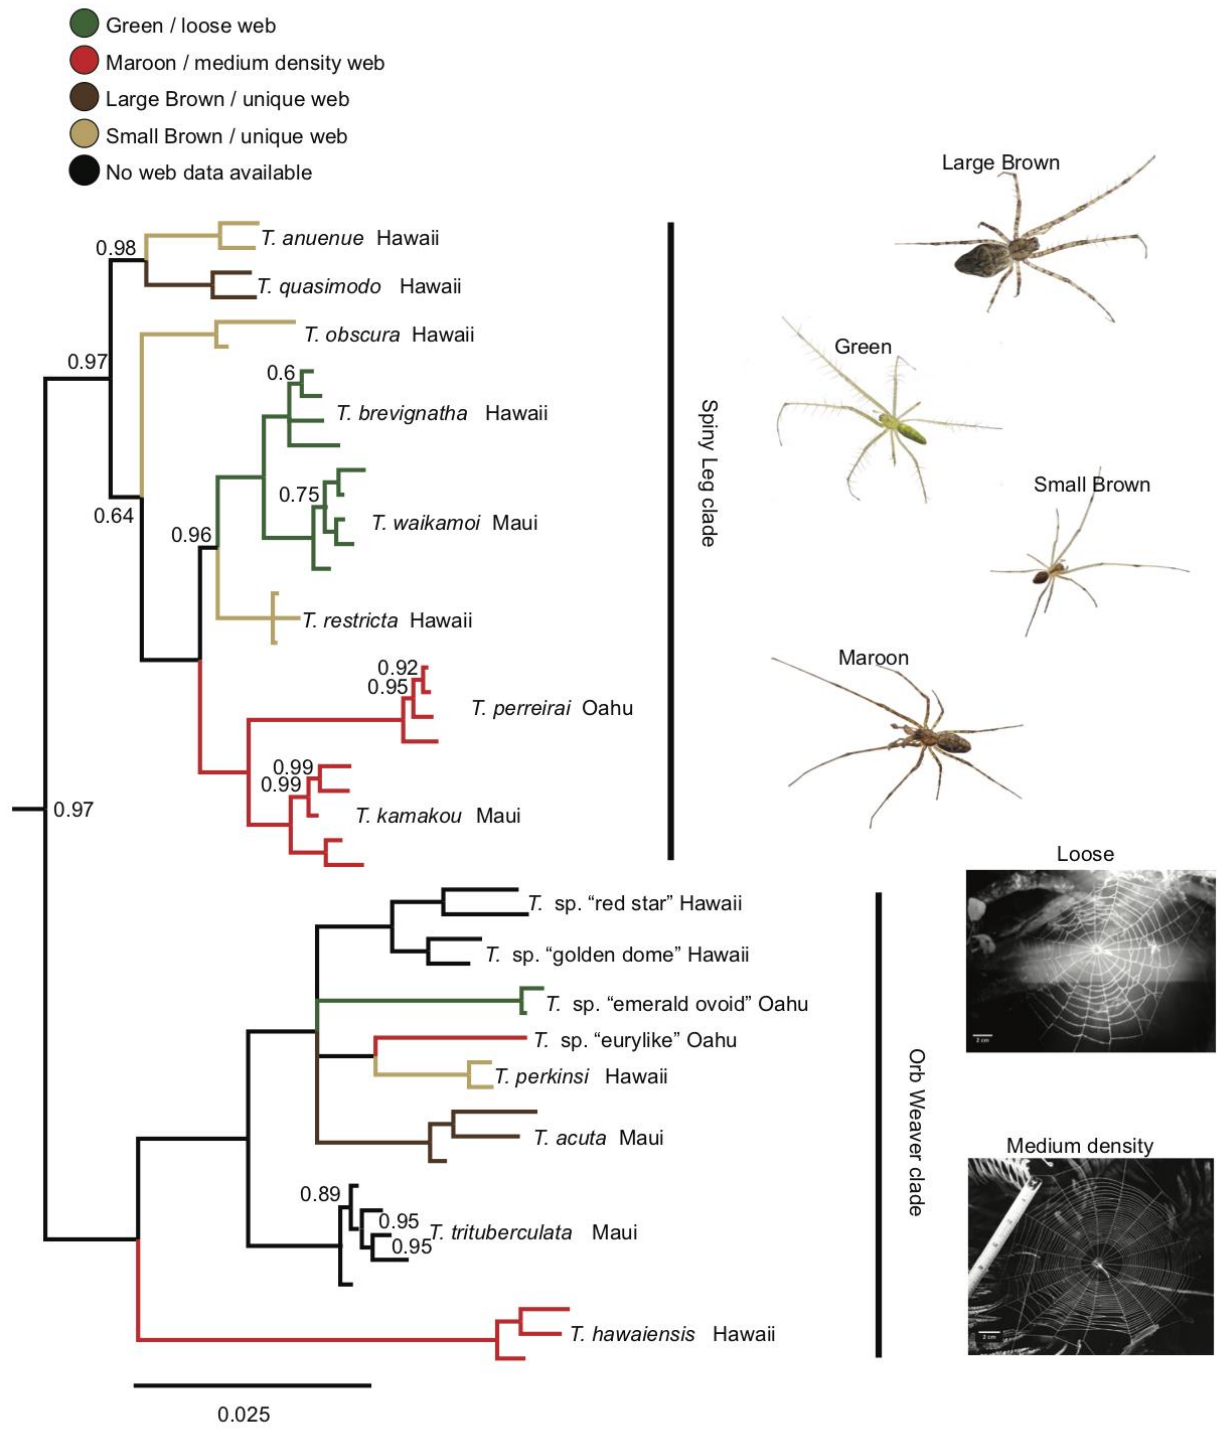 Green / loose web
Maroon / medium density web
Large Brown / unique web
Small Brown / unique web
No web data available
Large Brown
Green
Small Brown
Maroon
Loose
2 cm
Medium density
2 cm
0.98
T. anuenue Hawaii
T. quasimodo Hawaii
T. obscura Hawaii
0.97
0.6
T. brevignatha Hawaii
0.75
T. waikamoi Maui
0.64
0.96
T. restricta Hawaii
0.92
0.95
T. perreirai Oahu
0.99
0.99
T. kamakou Maui
0.97
Spiny Leg clade
T. sp. “red star” Hawaii
T. sp. “golden dome” Hawaii
T. sp. “emerald ovoid” Oahu
T. sp. “eurylike” Oahu
T. perkinsi Hawaii
T. acuta Maui
0.89
0.95
0.95
T. trituberculata Maui
T. hawaiensis Hawaii
Orb Weaver clade
0.025